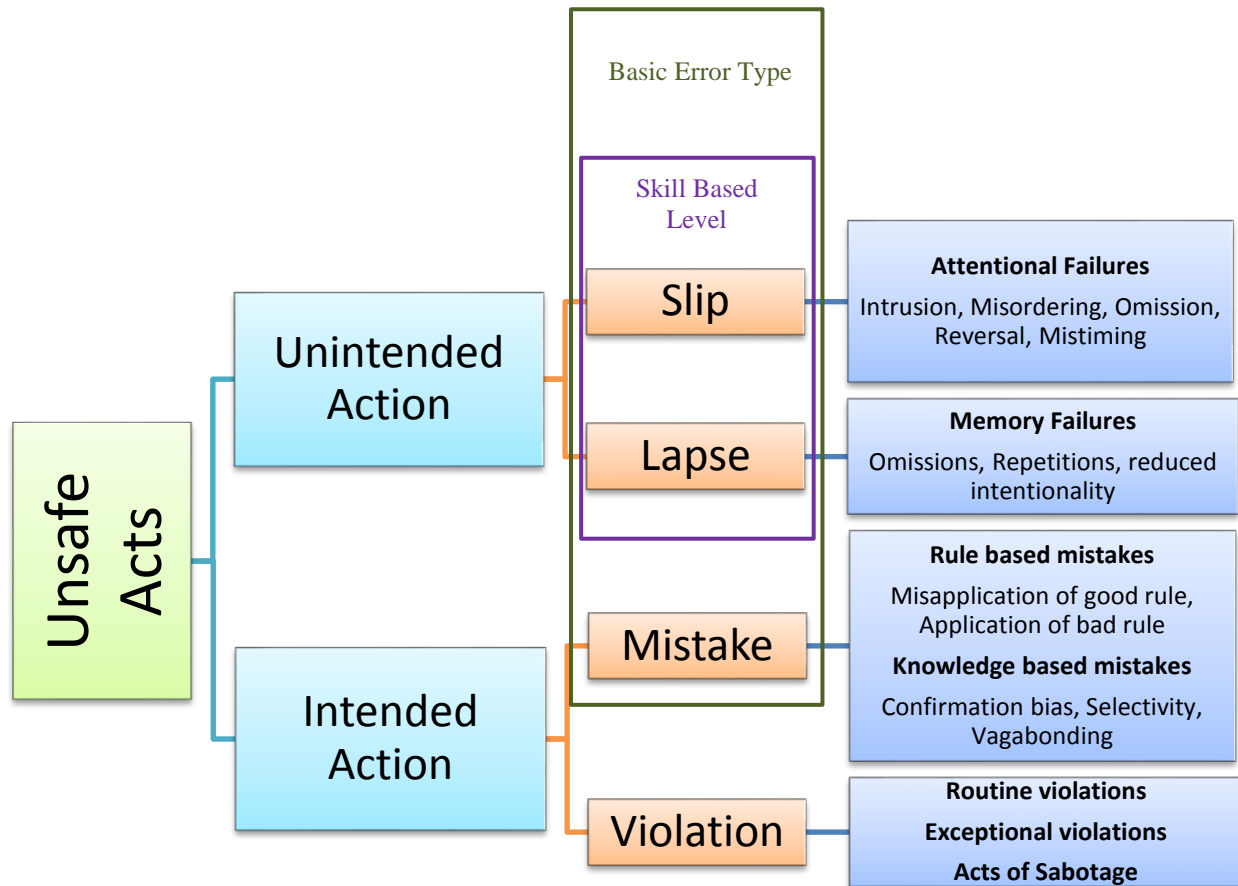 Basic Error Type
Skill Based
Level
Unsafe
Acts
Unintended
Action
Slip
Attentional Failures
Intrusion, Misordering, Omission,
Reversal, Mistiming
Lapse
Memory Failures
Omissions, Repetitions, reduced
intentionality
Intended
Action
Mistake
Rule based mistakes
Misapplication of good rule,
Application of bad rule
Knowledge based mistakes
Confirmation bias, Selectivity,
Vagabonding
Violation
Routine violations
Exceptional violations
Acts of Sabotage